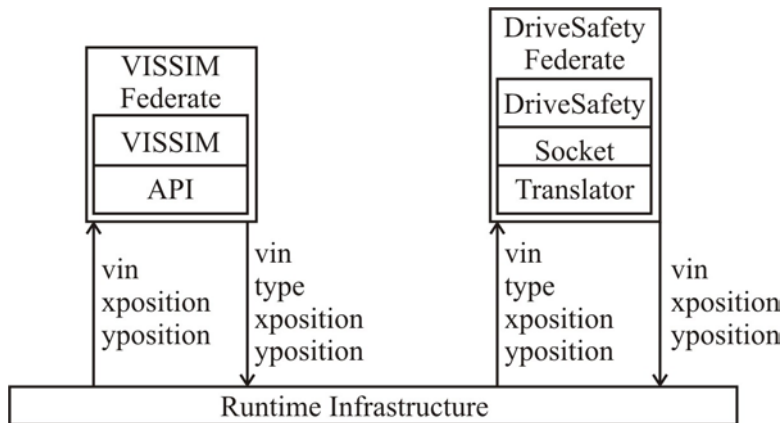 VISSIM
Federate
VISSIM
API
DriveSafety
Federate
DriveSafety
Socket
Translator
vin
xposition
yposition
vin
type
xposition
yposition
vin
type
xposition
yposition
vin
xposition
yposition
Runtime Infrastructure